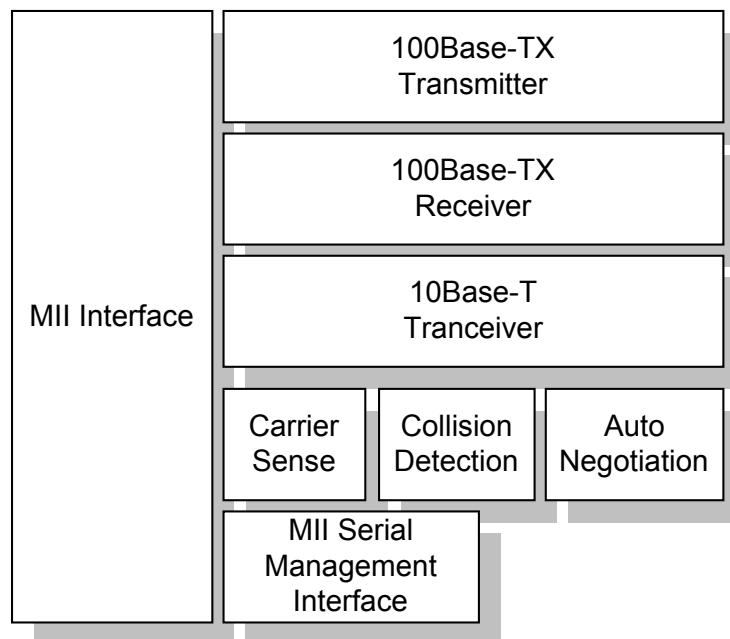 MII Interface
100Base-TX
Transmitter
100Base-TX
Receiver
10Base-T
Tranceiver
Carrier
Sense
Collision
Detection
Auto
Negotiation
MII Serial
Management
Interface